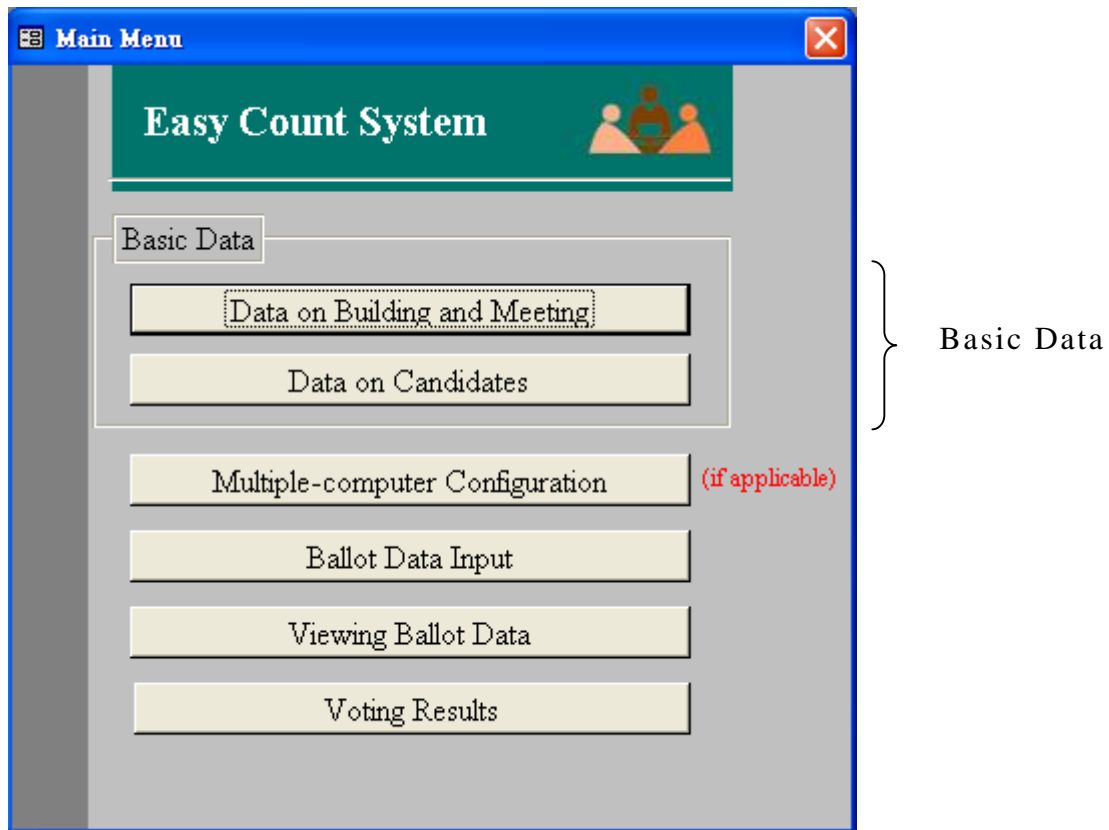 Main Menu
Easy Count System
Basic Data
Data on Building and Meeting
Data on Candidates
Basic Data
Multiple-computer Configuration (if applicable)
Ballot Data Input
Viewing Ballot Data
Voting Results